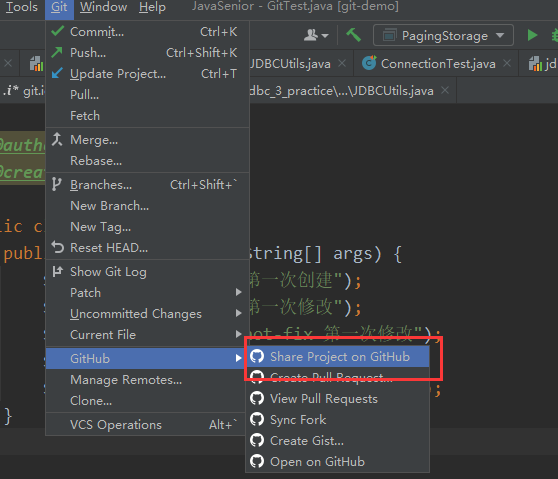 Tools Git Window Help JavaSenior - GitTest.java [git-demo]
PagingStorage
JDBCUtils.java ConnectionTest.java jd
.i* git.i dbc_3_practice\...\JDBCUtils.java
Commit... Ctrl+K
Push... Ctrl+Shift+K
Update Project... Ctrl+T
Pull...
Fetch
Merge...
Rebase...
Branches... Ctrl+Shift+`
New Branch...
New Tag...
Reset HEAD...
Show Git Log
Patch
Uncommitted Changes
Current File
GitHub
Manage Remotes...
Clone...
VCS Operations Alt+`
Share Project on GitHub
Create Pull Request...
View Pull Requests
Sync Fork
Create Gist...
Open on GitHub
@auth
@crea
lic c
publ String[] args) {
第一次创建");
第一次修改");
hot-fix 第一次修改");
}